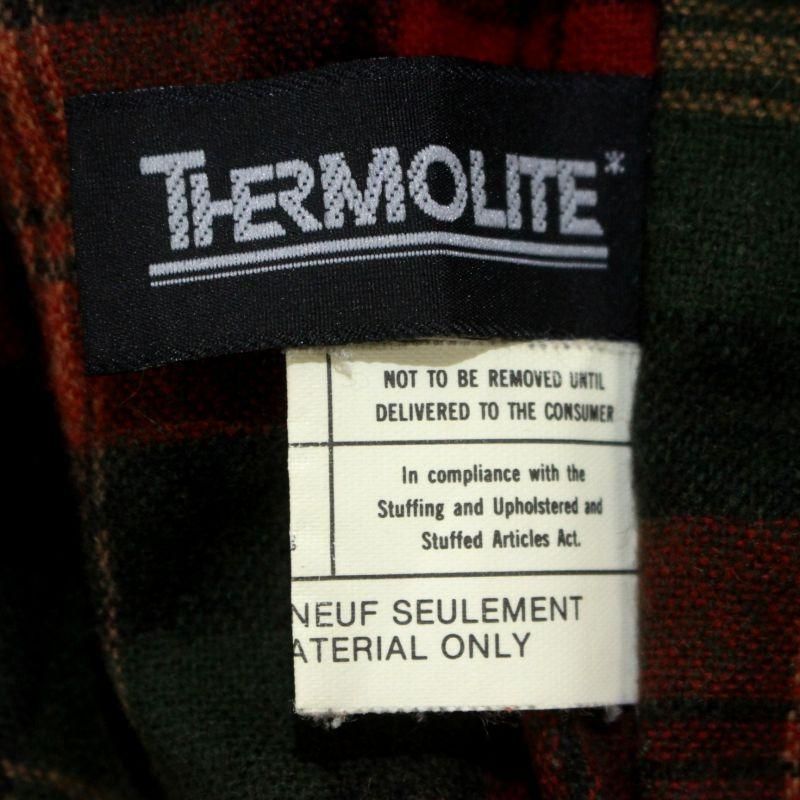 THERMOLITE*
NOT TO BE REMOVED UNTIL
DELIVERED TO THE CONSUMER
In compliance with the
Stuffing and Upholstered and
Stuffed Articles Act.
NEUF SEULEMENT
ATERIAL ONLY